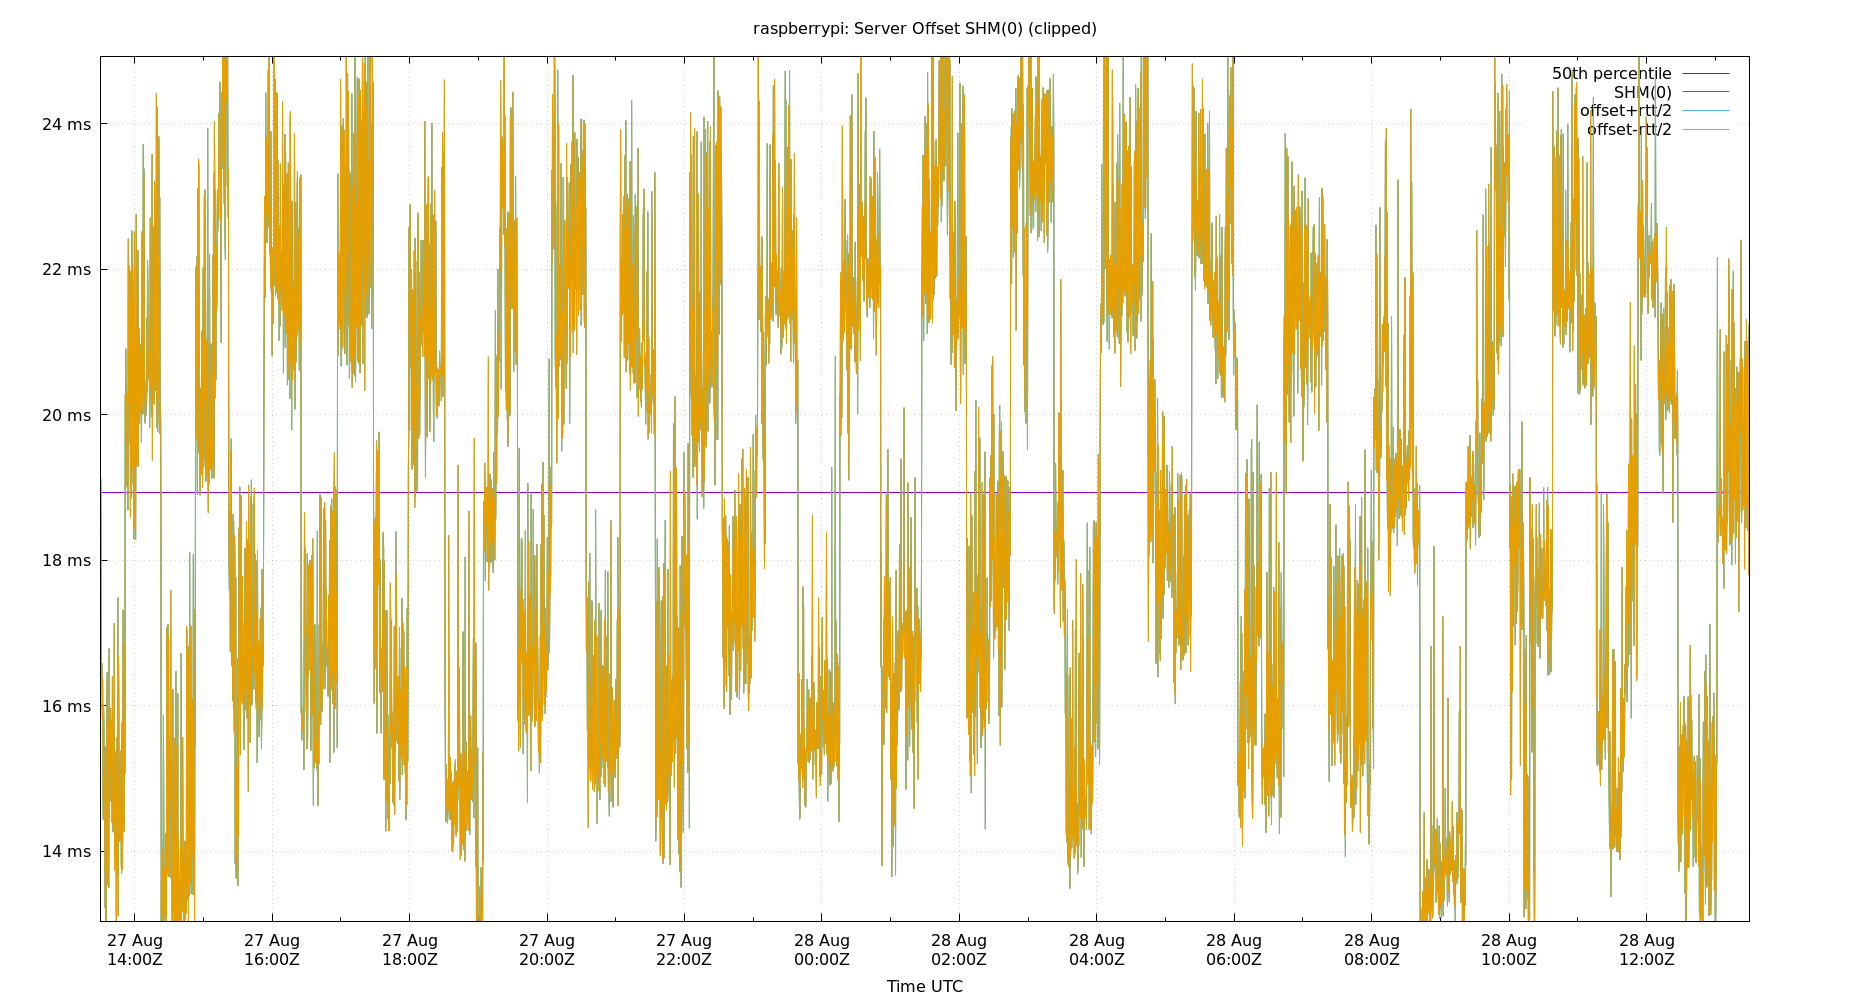 raspberrypi: Server Offset SHM(0) (clipped)
50th percentile
SHM(0)
offset+rtt/2
offset-rtt/2
24 ms
22 ms
20 ms
18 ms
16 ms
14 ms
27 Aug 27 Aug 27 Aug 27 Aug 27 Aug 28 Aug 28 Aug 28 Aug 28 Aug 28 Aug 28 Aug 28 Aug
14:00Z 16:00Z 18:00Z 20:00Z 22:00Z 00:00Z 02:00Z 04:00Z 06:00Z 08:00Z 10:00Z 12:00Z
Time UTC